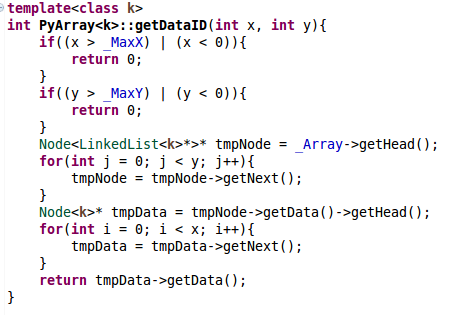 template<class k>
int PyArray<k>::getDataID(int x, int y){
    if((x > _MaxX) | (x < 0)){
        return 0;
    }
    if((y > _MaxY) | (y < 0)){
        return 0;
    }
    Node<LinkedList<k>*>* tmpNode = _Array->getHead();
    for(int j = 0; j < y; j++){
        tmpNode = tmpNode->getNext();
    }
    Node<k>* tmpData = tmpNode->getData()->getHead();
    for(int i = 0; i < x; i++){
        tmpData = tmpData->getNext();
    }
    return tmpData->getData();
}